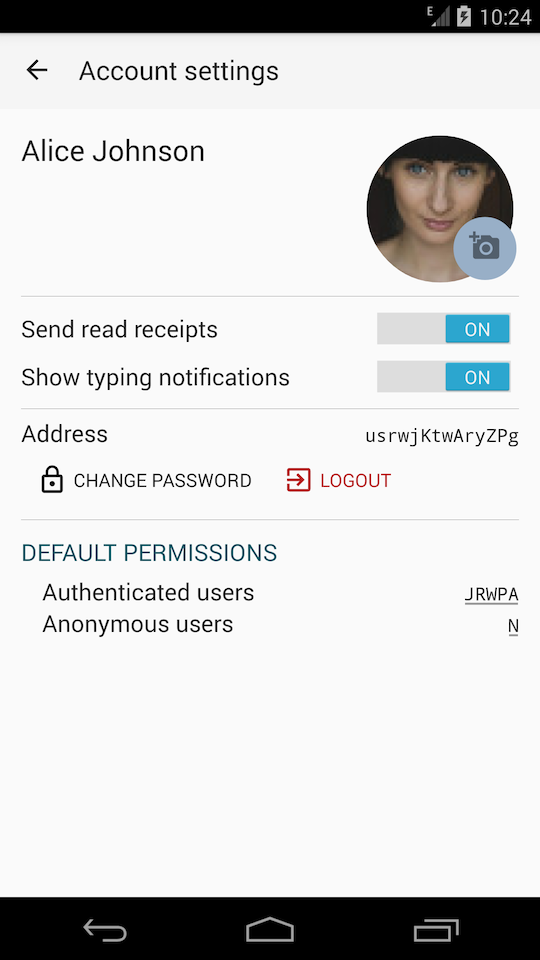 E 10:24
Account settings
Alice Johnson
Send read receipts ON
Show typing notifications ON
Address usrwjKtwAryZPg
CHANGE PASSWORD LOGOUT
DEFAULT PERMISSIONS
Authenticated users JRWPA
Anonymous users N